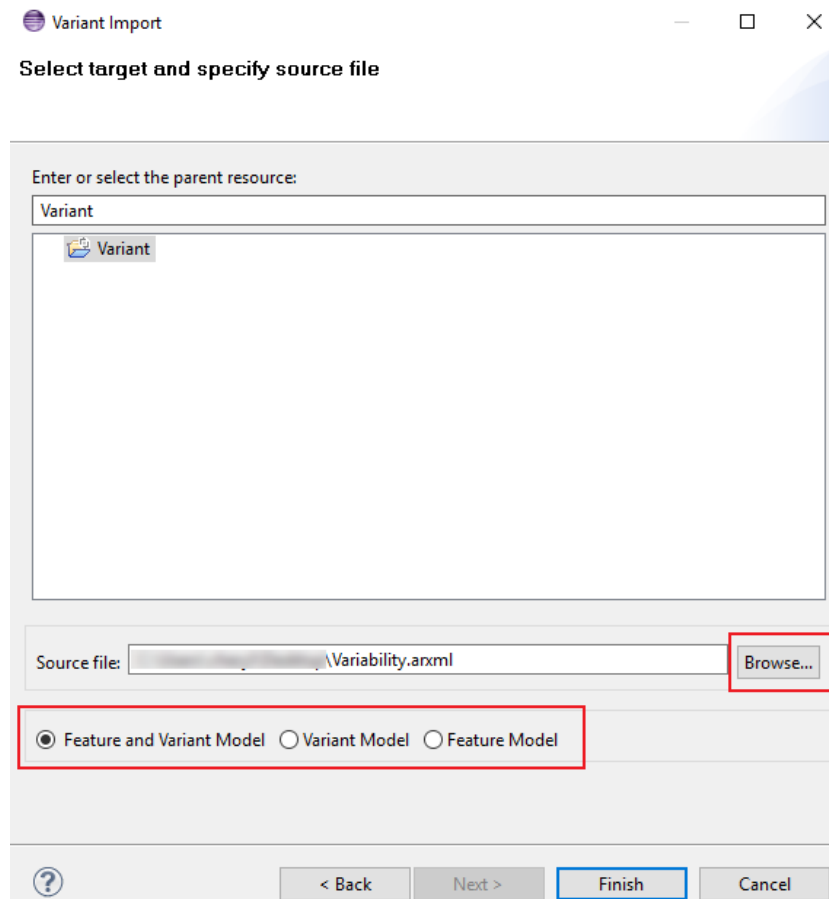 Variant Import
Select target and specify source file
Enter or select the parent resource:
Variant
Variant
Source file: \Variability.arxml Browse...
Feature and Variant Model Variant Model Feature Model
? < Back Next > Finish Cancel